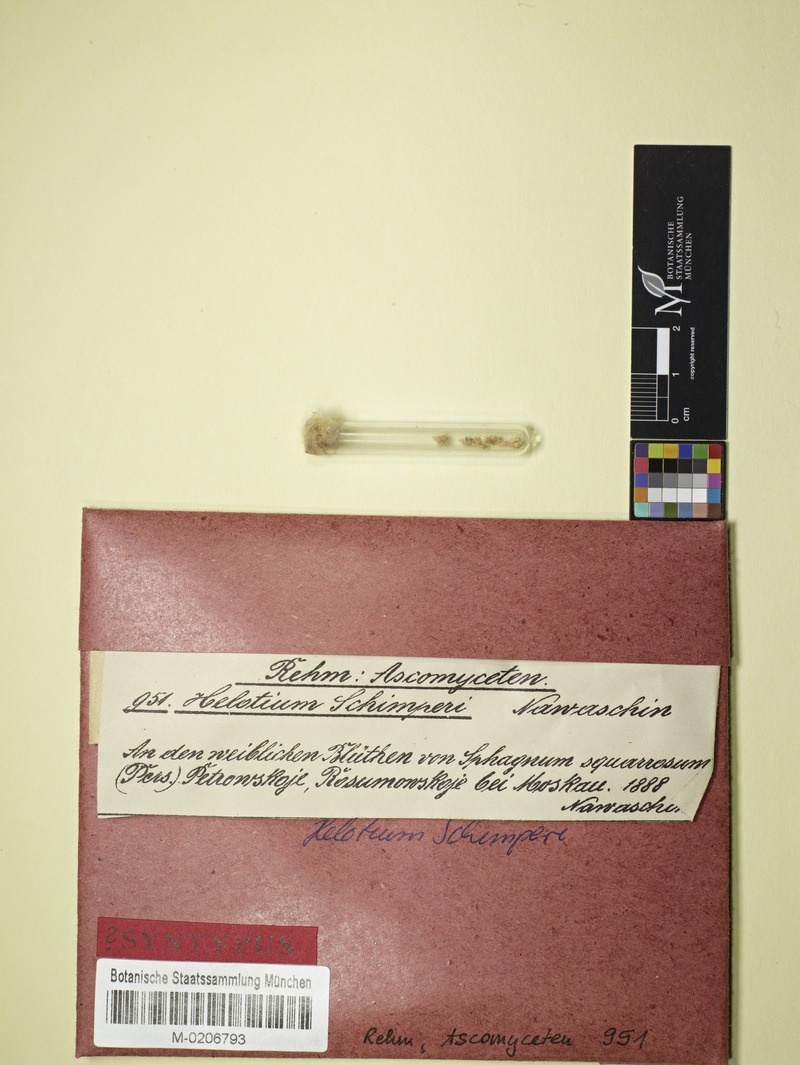 BOTANISCHE
STAATSSAMMLUNG
MÜNCHEN
copyright reserved
0 1 2
cm
Rehm: Ascomyceten.
951. Helotium Schimperi Nawaschin
An den weiblichen Blüthen von Sphagnum squarrosum
(Pers). Petrowskoje, Rasumowskoje bei Moskau. 1888
Nawaschin
Helotium Schimperi
? SYNTYPUS
Botanische Staatssammlung München
M-0206793
Rehm, Ascomyceten 951